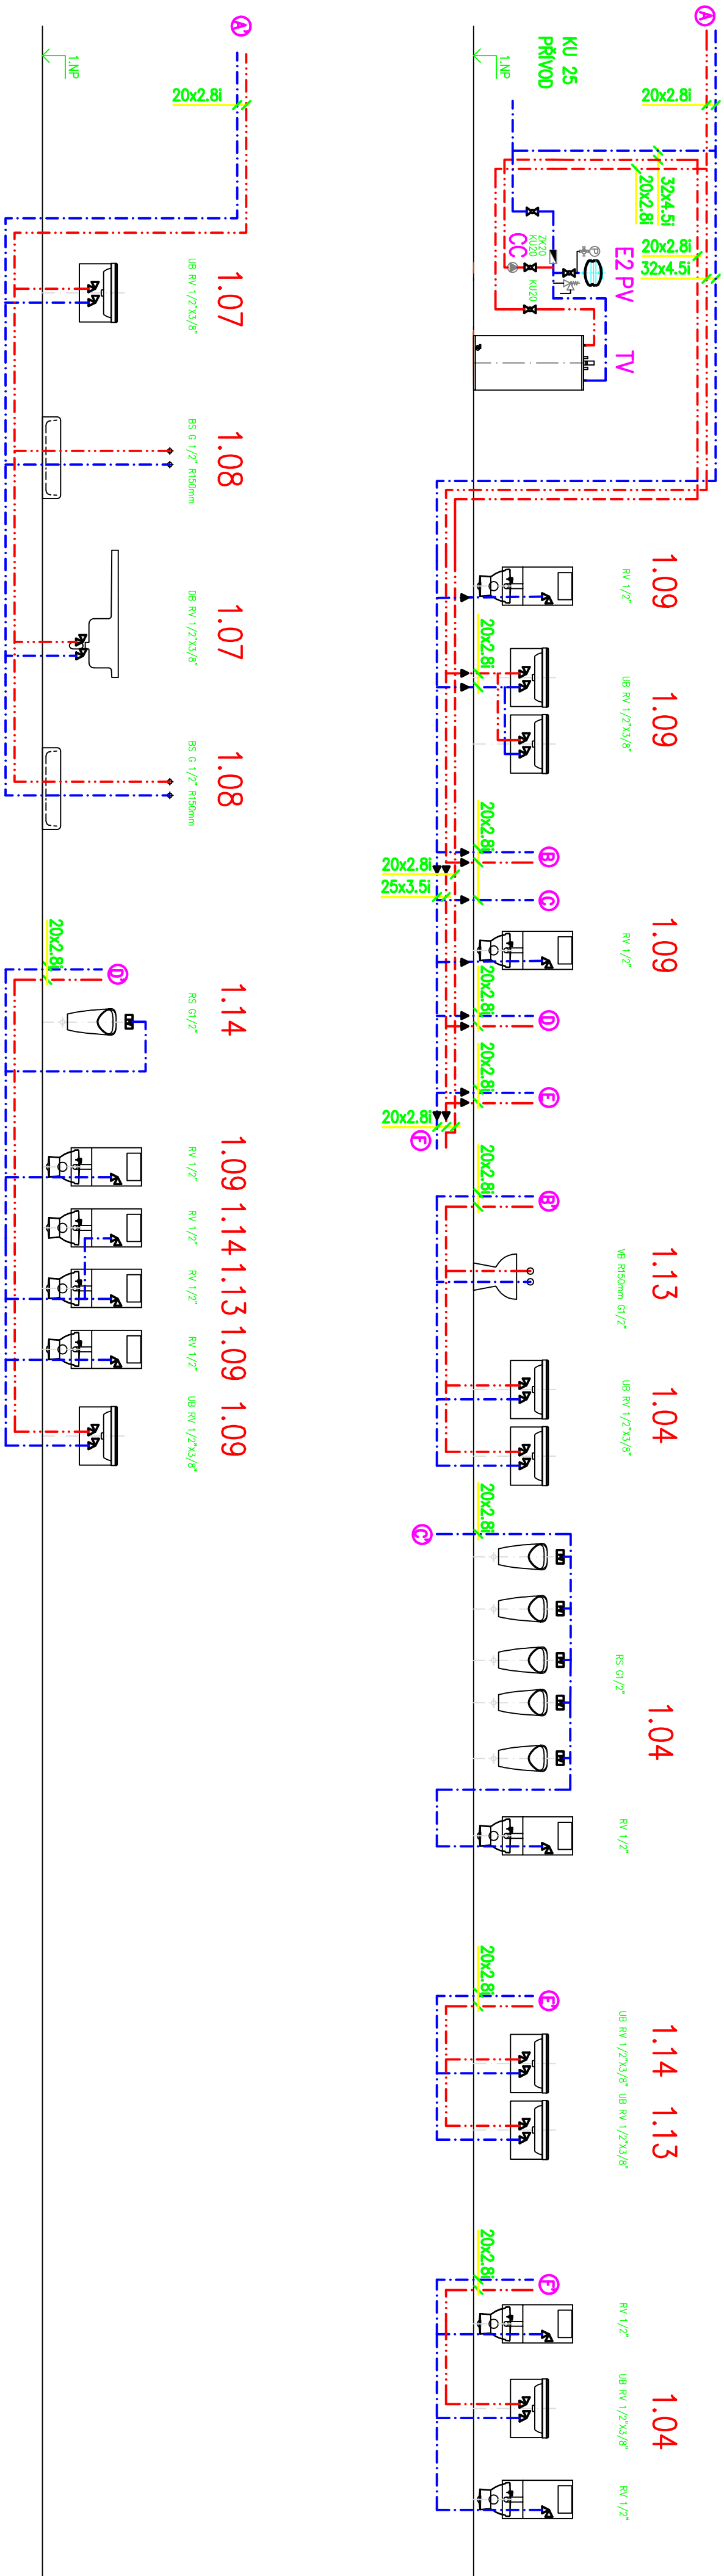 A
20x2.8i
KU 25
PŘÍVOD
1.NP
32x4.5i
20x2.8i
20x2.8i
32x4.5i
E2 PV
TV
P
ZK20
KU20
CC
KU20
1.09
RV 1/2"
20x2.8i
1.09
UB RV 1/2"X3/8"
20x2.8i
B
C
20x2.8i
25x3.5i
1.09
RV 1/2"
20x2.8i
D
20x2.8i
E
20x2.8i
F
20x2.8i
B'
1.13
VB R150mm G1/2"
1.04
UB RV 1/2"X3/8"
20x2.8i
C'
RS G1/2"
1.04
RV 1/2"
20x2.8i
E'
1.14
UB RV 1/2"X3/8"
1.13
UB RV 1/2"X3/8"
20x2.8i
F'
RV 1/2"
1.04
UB RV 1/2"X3/8"
RV 1/2"
A'
20x2.8i
1.NP
1.07
UB RV 1/2"X3/8"
1.08
BS G 1/2" R150mm
1.07
DB RV 1/2"X3/8"
1.08
BS G 1/2" R150mm
20x2.8i
D'
1.14
RS G1/2"
1.09
RV 1/2"
1.14
RV 1/2"
1.13
RV 1/2"
1.09
RV 1/2"
1.09
UB RV 1/2"X3/8"